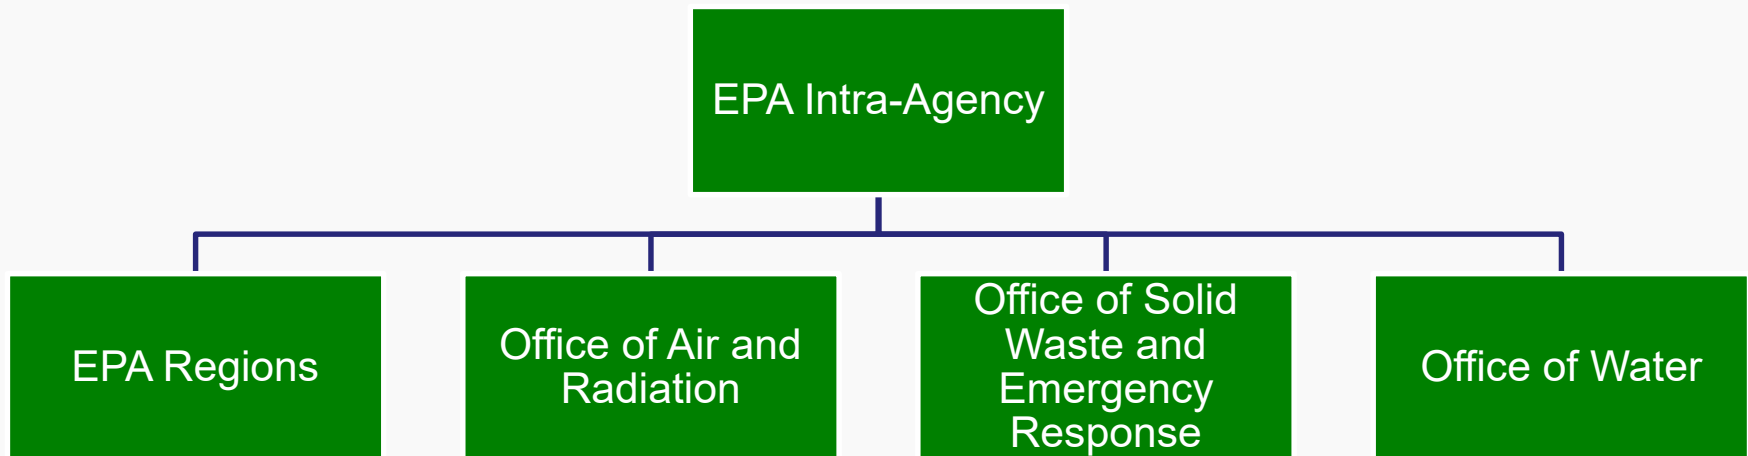 EPA Intra-Agency
EPA Regions
Office of Air and
Radiation
Office of Solid
Waste and
Emergency
Response
Office of Water